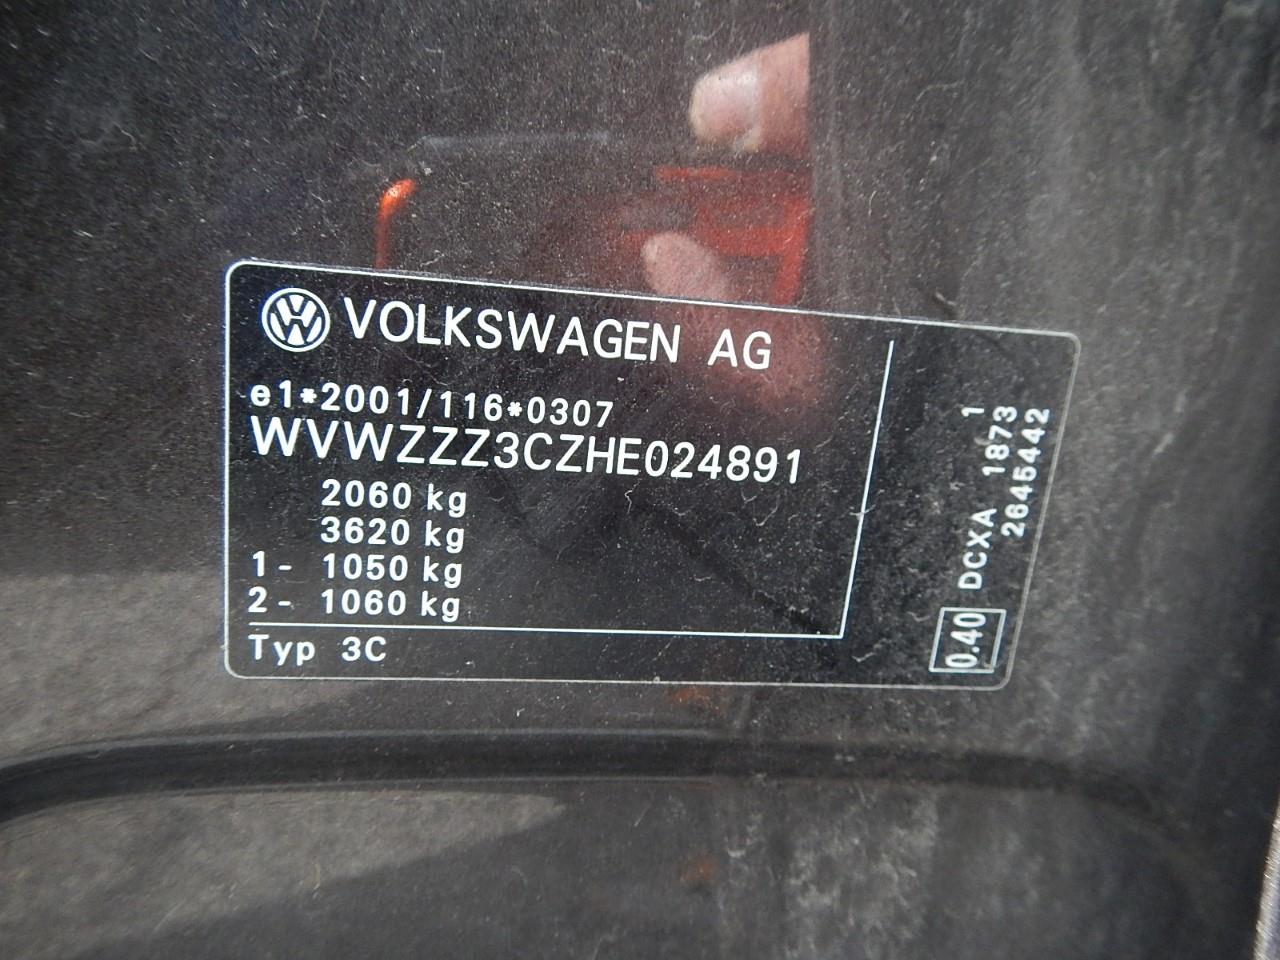 VOLKSWAGEN AG
e1*2001/116*0307
WVWZZZ3CZHE024891
2060 kg
3620 kg
1- 1050 kg
2- 1060 kg
Typ 3C
0.40
DCXA 1873 1
2645442